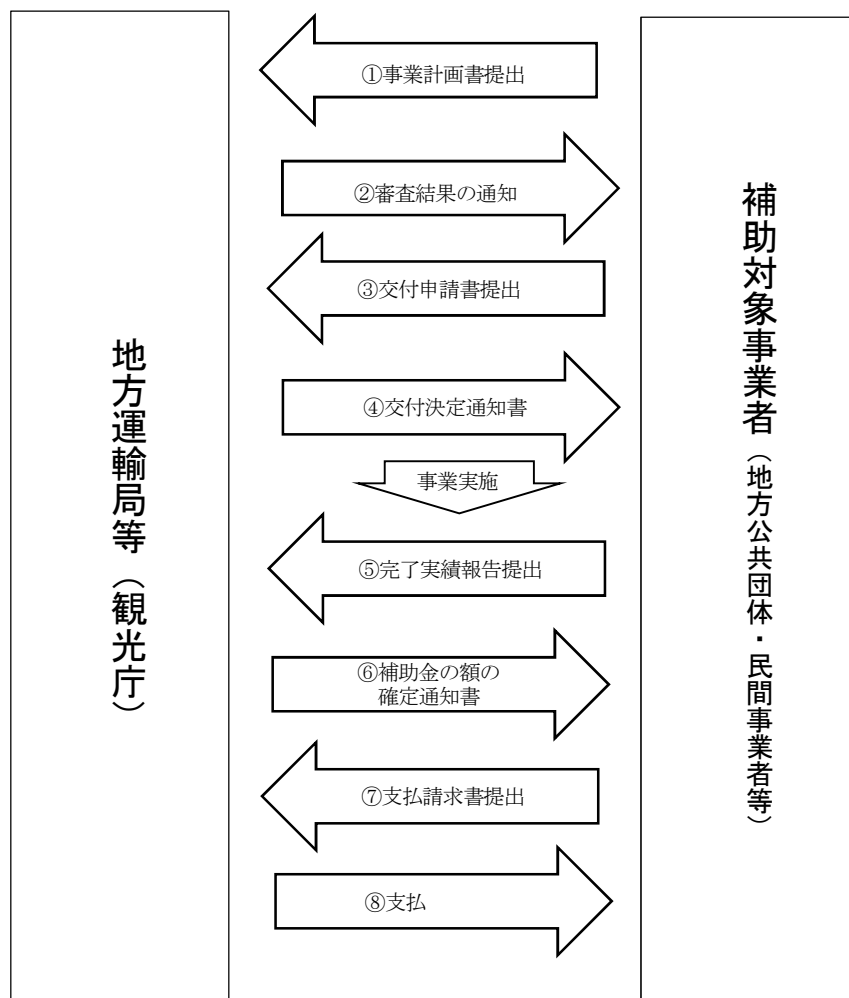 地方運輸局等（観光庁）
①事業計画書提出
②審査結果の通知
③交付申請書提出
④交付決定通知書
事業実施
⑤完了実績報告提出
⑥補助金の額の
確定通知書
⑦支払請求書提出
⑧支払
補助対象事業者（地方公共団体・民間事業者等）